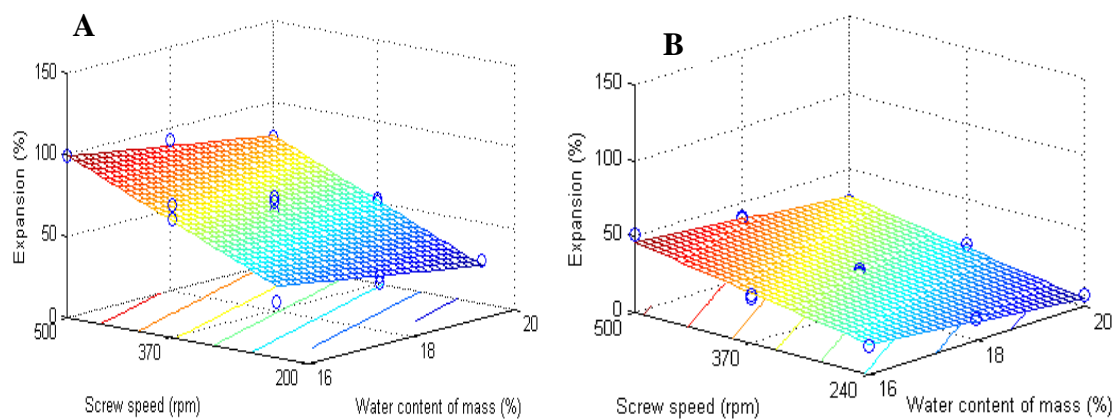 A
150
100
50
0
Expansion (%)
500
370
200
Screw speed (rpm)
16
18
20
Water content of mass (%)
B
150
100
50
0
Expansion (%)
500
370
240
Screw speed (rpm)
16
18
20
Water content of mass (%)